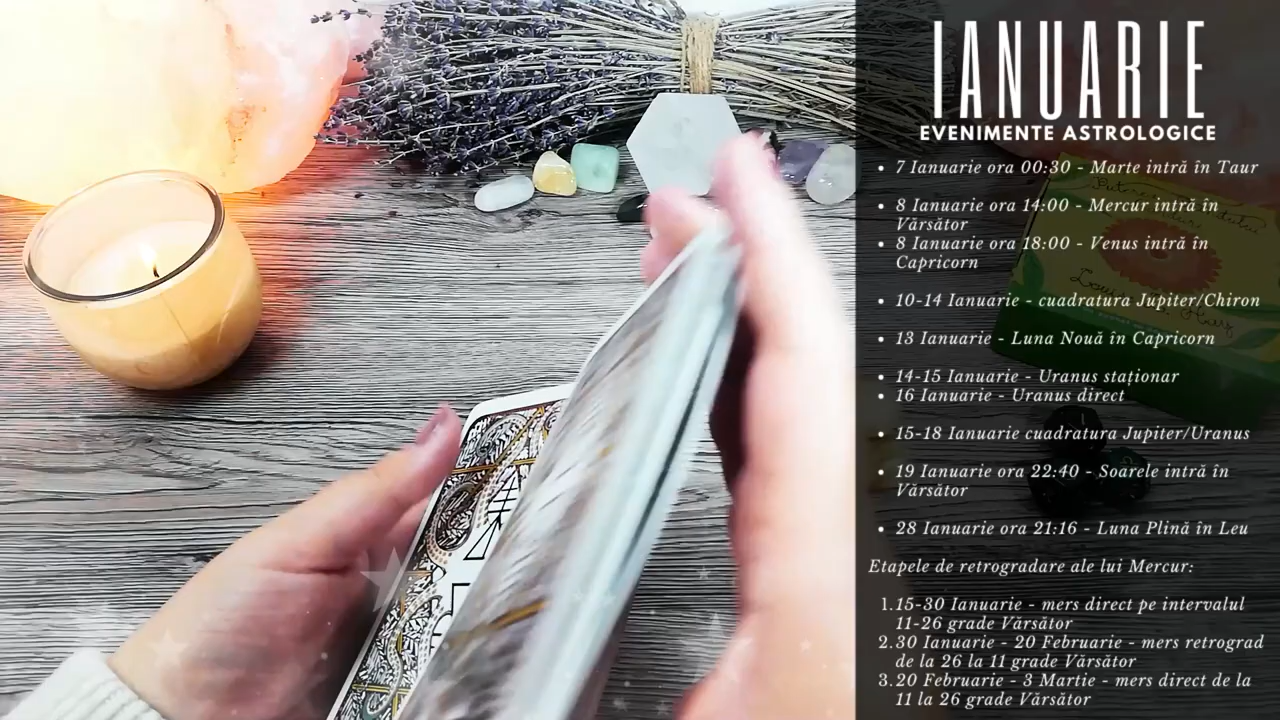 IANUARIE
EVENIMENTE ASTROLOGICE
• 7 Ianuarie ora 00:30 - Marte intră în Taur
• 8 Ianuarie ora 14:00 - Mercur intră în
Vărsător
• 8 Ianuarie ora 18:00 - Venus intră în
Capricorn
• 10-14 Ianuarie - cuadratura Jupiter/Chiron
• 13 Ianuarie - Luna Nouă în Capricorn
• 14-15 Ianuarie - Uranus staționar
• 16 Ianuarie - Uranus direct
• 15-18 Ianuarie cuadratura Jupiter/Uranus
• 19 Ianuarie ora 22:40 - Soarele intră în
Vărsător
• 28 Ianuarie ora 21:16 - Luna Plină în Leu
Etapele de retrogradare ale lui Mercur:
1. 15-30 Ianuarie - mers direct pe intervalul
11-26 grade Vărsător
2. 30 Ianuarie - 20 Februarie - mers retrograd
de la 26 la 11 grade Vărsător
3. 20 Februarie - 3 Martie - mers direct de la
11 la 26 grade Vărsător
Louise Hay